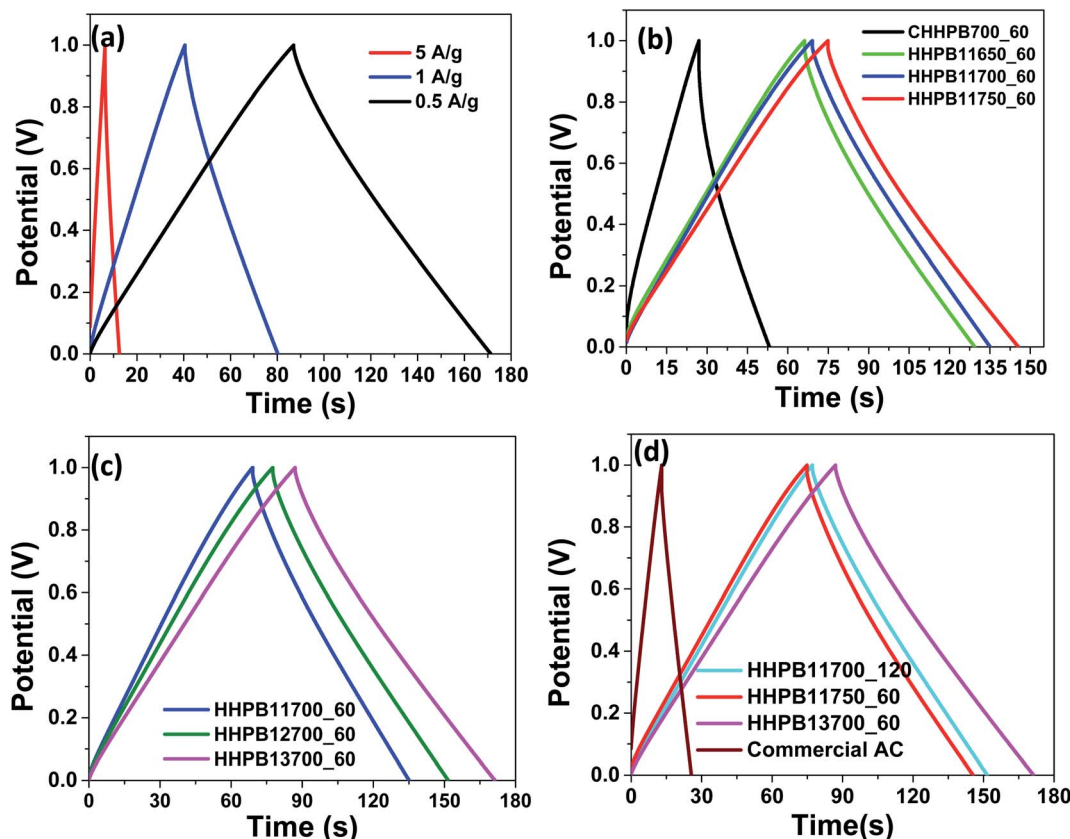 (a)
5 A/g
1 A/g
0.5 A/g
Potential (V)
1.0
0.8
0.6
0.4
0.2
0.0
0 20 40 60 80 100 120 140 160 180
Time (s)
(b)
CHHPB700_60
HHPB11650_60
HHPB11700_60
HHPB11750_60
Potential (V)
1.0
0.8
0.6
0.4
0.2
0.0
0 15 30 45 60 75 90 105 120 135 150
Time (s)
(c)
HHPB11700_60
HHPB12700_60
HHPB13700_60
Potential (V)
1.0
0.8
0.6
0.4
0.2
0.0
0 30 60 90 120 150 180
Time (s)
(d)
HHPB11700_120
HHPB11750_60
HHPB13700_60
Commercial AC
Potential (V)
1.0
0.8
0.6
0.4
0.2
0.0
0 30 60 90 120 150 180
Time(s)